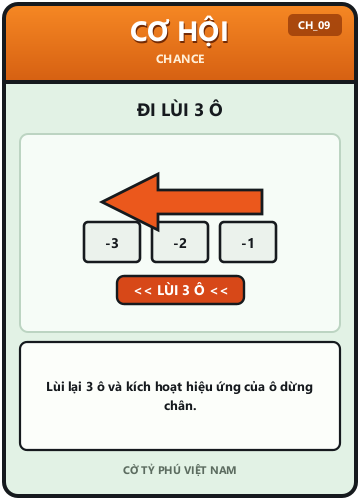 CƠ HỘI
CH_09
CHANCE
ĐI LÙI 3 Ô
-3 -2 -1
<< LÙI 3 Ô <<
Lùi lại 3 ô và kích hoạt hiệu ứng của ô dừng
chân.
CỜ TỶ PHÚ VIỆT NAM